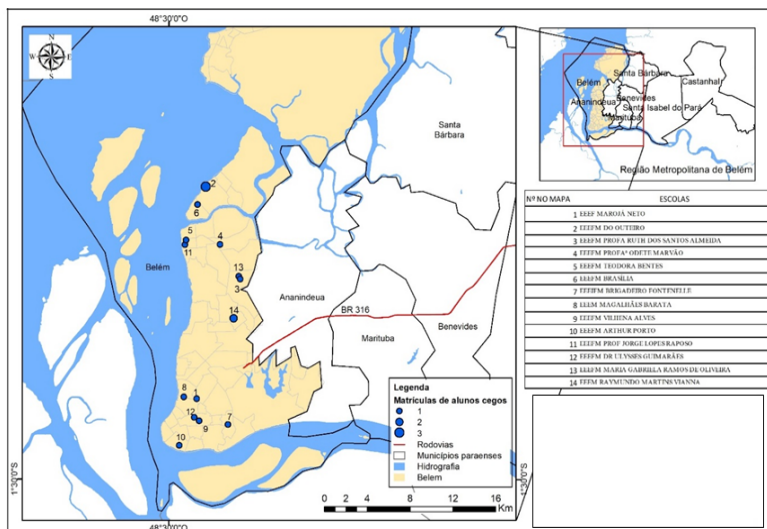 48°30'0"O
N
W E
S
Santa
Bárbara
2
6
5
11
4
13
3
Belém
14
Ananindeua
BR 316
Marituba
Benevides
8
1
12
9
7
10
Legenda
Matrículas de alunos cegos
1
2
3
Rodovias
Municípios paraenses
Hidrografia
Belem
0 2 4 8 12 16
Km
1°30'0"S
1°30'0"S
48°30'0"O
Belém
Santa Bárbara
Castanhal
Ananindeua
Benevides
Santa Isabel do Pará
Marituba
Região Metropolitana de Belém
Nº NO MAPA ESCOLAS
1 EEEF MAROJÁ NETO
2 EEEFM DO OUTEIRO
3 EEEFM PROFA RUTH DOS SANTOS ALMEIDA
4 EEEFM PROFAª ODETE MARVÃO
5 EEEFM TEODORA BENTES
6 EEEFM BRASÍLIA
7 EEEFM BRIGADEIRO FONTENELLE
8 EEEM MAGALHÃES BARATA
9 EEEFM VILHENA ALVES
10 EEEFM ARTHUR PORTO
11 EEEFM PROF JORGE LOPES RAPOSO
12 EEEFM DR ULYSSES GUIMARÃES
13 EEEFM MARIA GABRIELA RAMOS DE OLIVEIRA
14 EEEFM RAYMUNDO MARTINS VIANNA